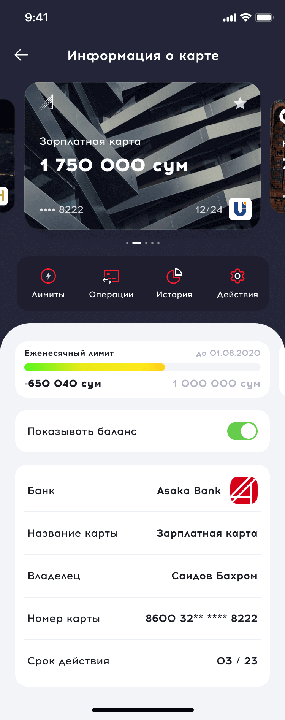 9:41
Информация о карте
Зарплатная карта
1 750 000 сум
•••• 8222
12/24
Лимиты
Операции
История
Действия
Ежемесячный лимит
до 01.08.2020
-650 040 сум
1 000 000 сум
Показывать баланс
Банк
Asaka Bank
Название карты
Зарплатная карта
Владелец
Саидов Бахром
Номер карты
8600 32** **** 8222
Срок действия
03 / 23